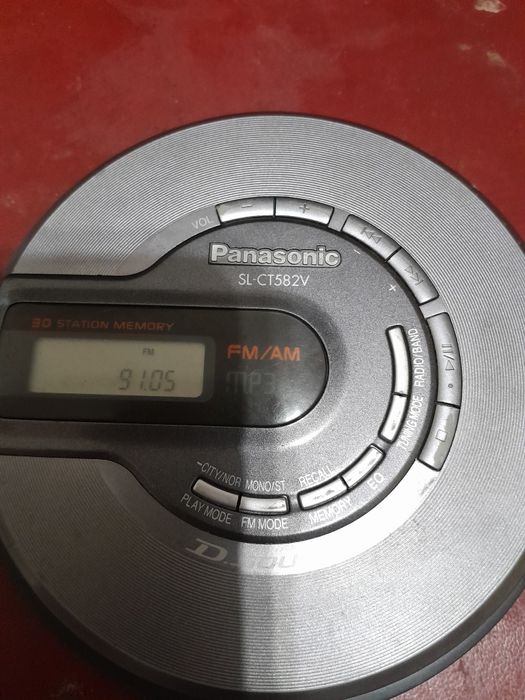 VOL - +
Panasonic
SL-CT582V
- +
30 STATION MEMORY
FM/AM
FM
91.05
MP3
RADIO/BAND
TUNING MODE
-CITY/NOR MONO/ST RECALL
PLAY MODE FM MODE MEMORY EQ